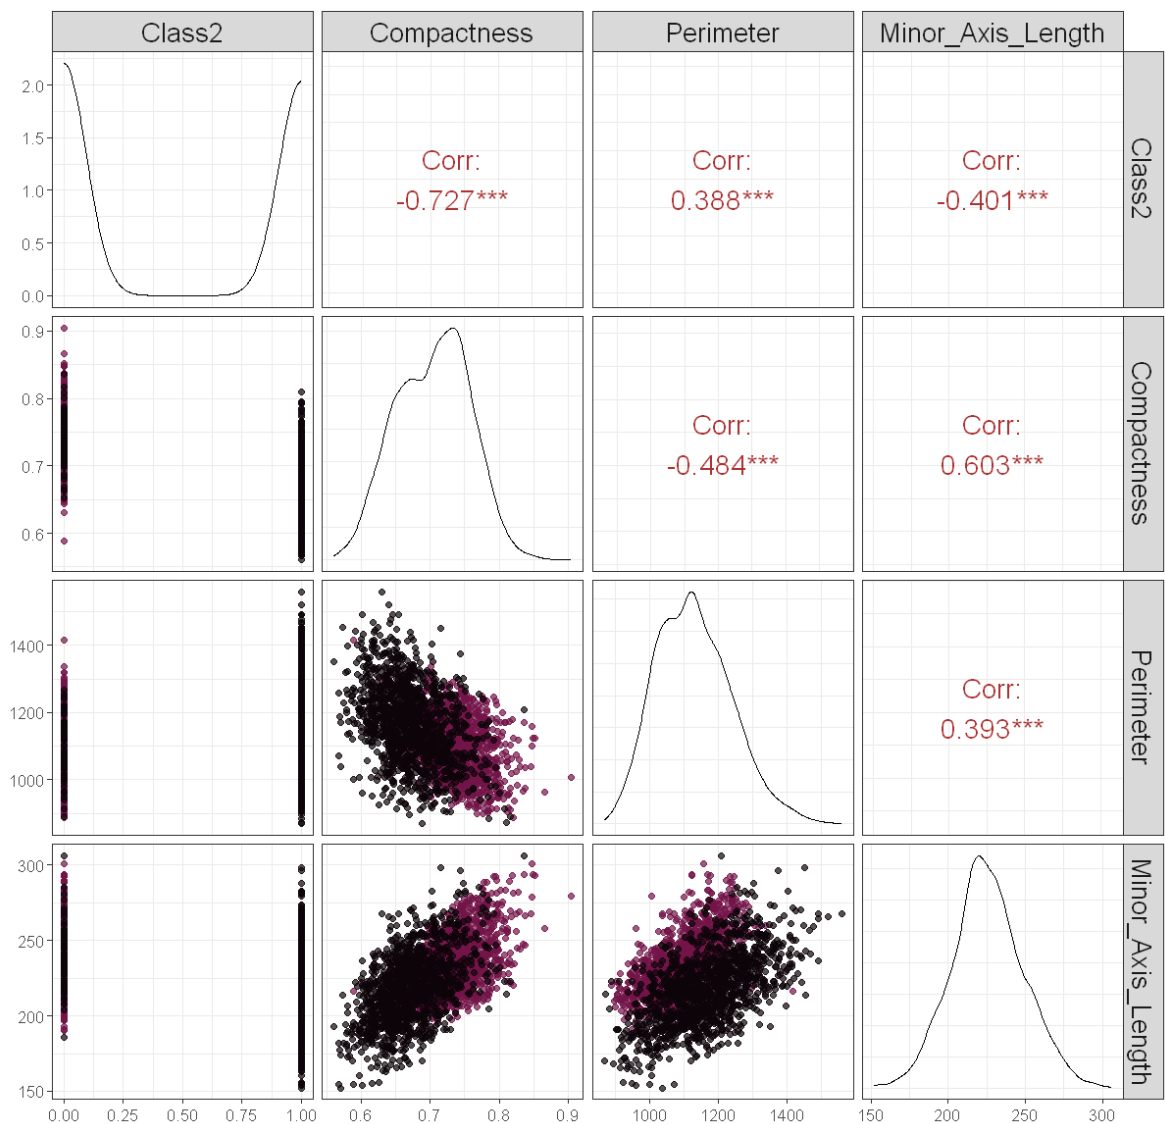 Class2
Compactness
Perimeter
Minor_Axis_Length
2.0
1.5
1.0
0.5
0.0
Corr:
-0.727***
Corr:
0.388***
Corr:
-0.401***
Class2
0.9
0.8
0.7
0.6
Corr:
-0.484***
Corr:
0.603***
Compactness
1400
1200
1000
Corr:
0.393***
Perimeter
300
250
200
150
Minor_Axis_Length
0.00 0.25 0.50 0.75 1.00
0.6 0.7 0.8 0.9
1000 1200 1400
150 200 250 300